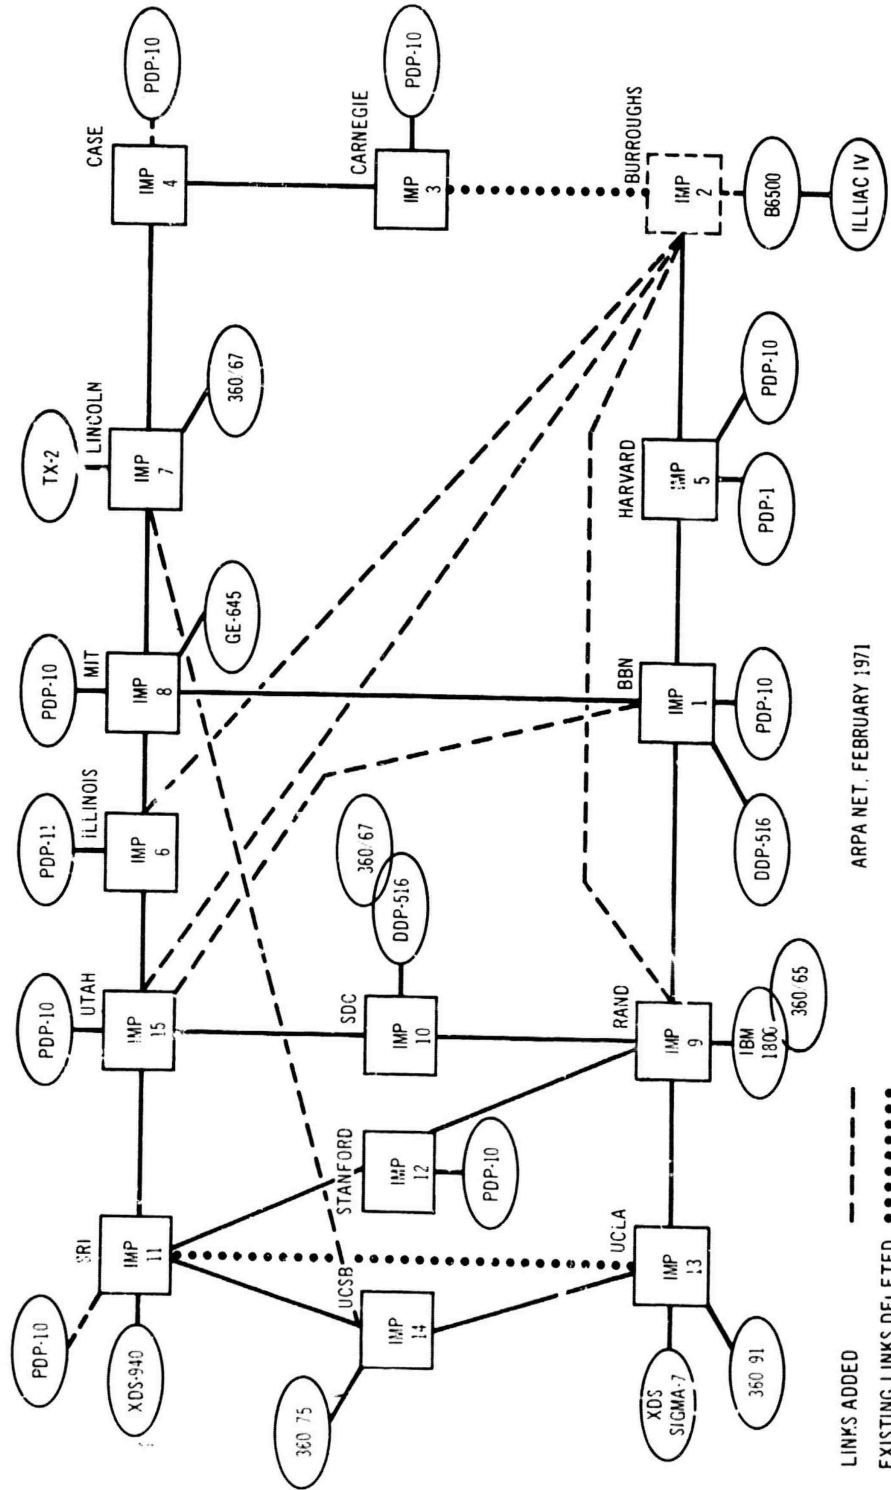 PDP-10
XDS-940
SRI
IMP
11
360 75
UCSB
IMP
14
XDS
SIGMA-7
360 91
UCLA
IMP
13
STANFORD
IMP
12
PDP-10
PDP-10
UTAH
IMP
15
SDC
IMP
10
DDP-516
360/67
RAND
IMP
9
IBM
1800
360/65
PDP-11
ILLINOIS
IMP
6
PDP-10
MIT
IMP
8
GE-645
BBN
IMP
1
DDP-516
PDP-10
TX-2
LINCOLN
IMP
7
360/67
HARVARD
IMP
5
PDP-1
PDP-10
CASE
IMP
4
PDP-10
CARNEGIE
IMP
3
PDP-10
BURROUGHS
IMP
2
B6500
ILLIAC IV
LINKS ADDED
EXISTING LINKS DELETED
ARPA NET, FEBRUARY 1971